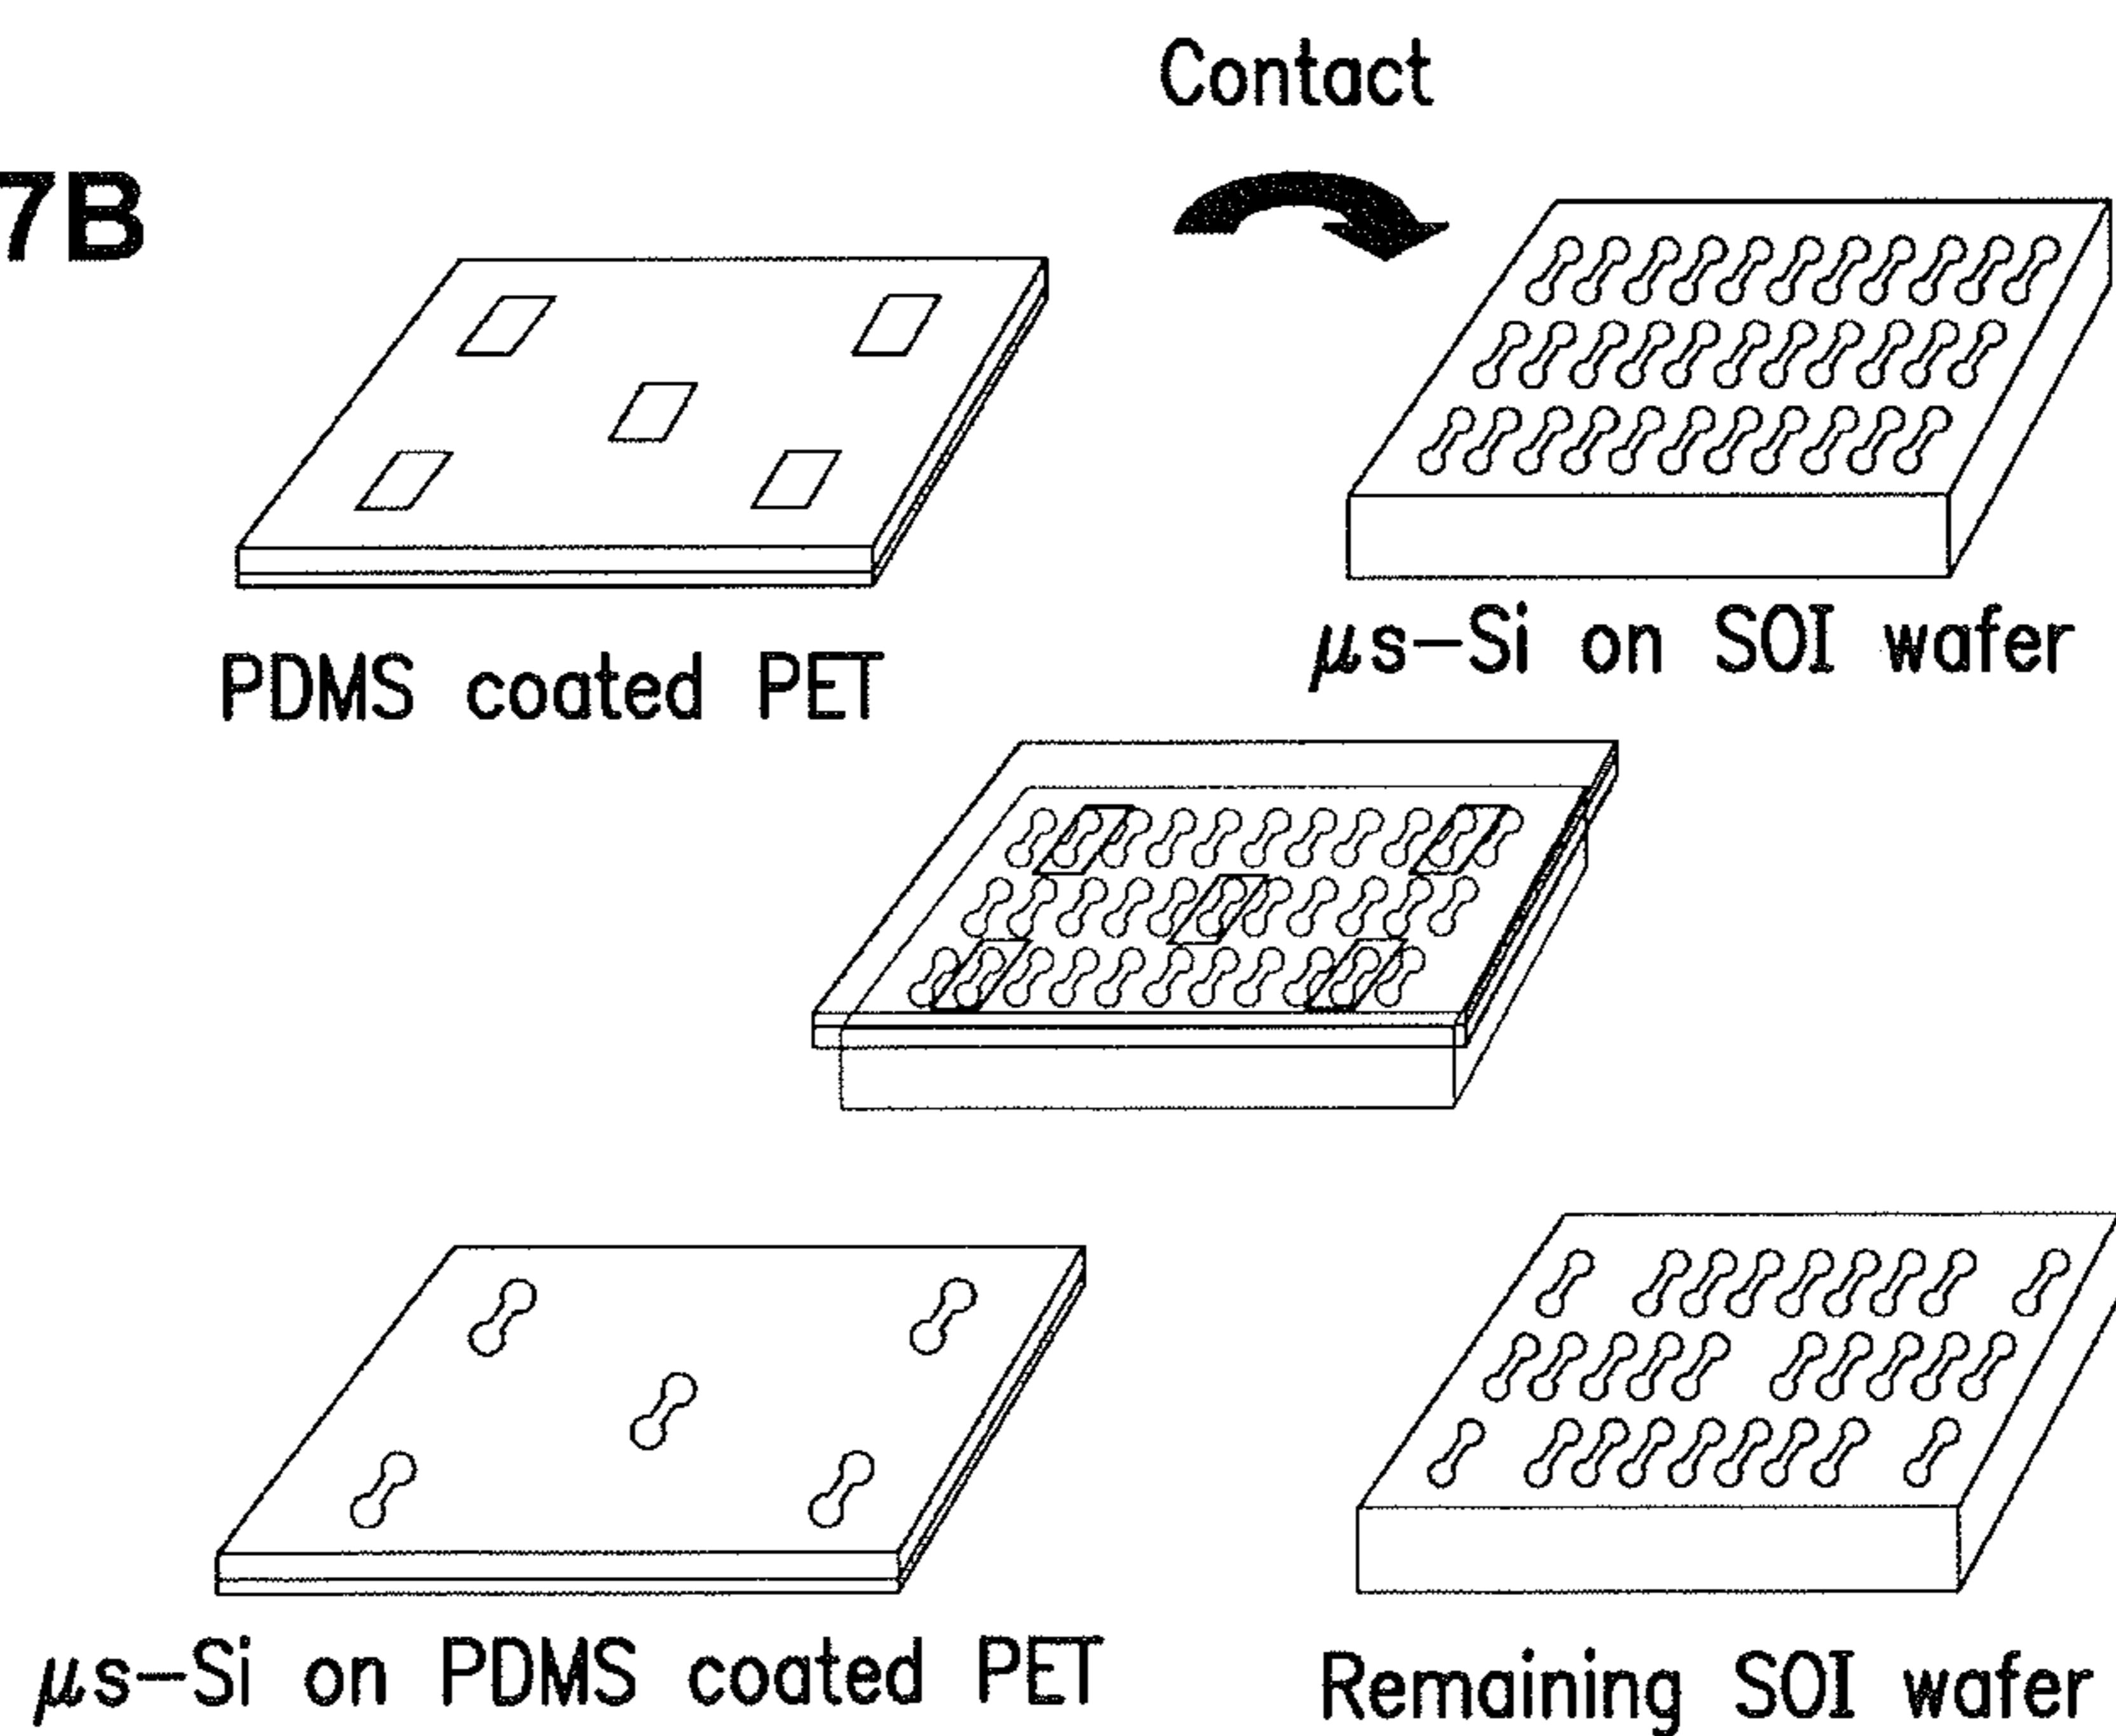 Contact
7B
PDMS coated PET
μs-Si on SOI wafer
μs-Si on PDMS coated PET
Remaining SOI wafer